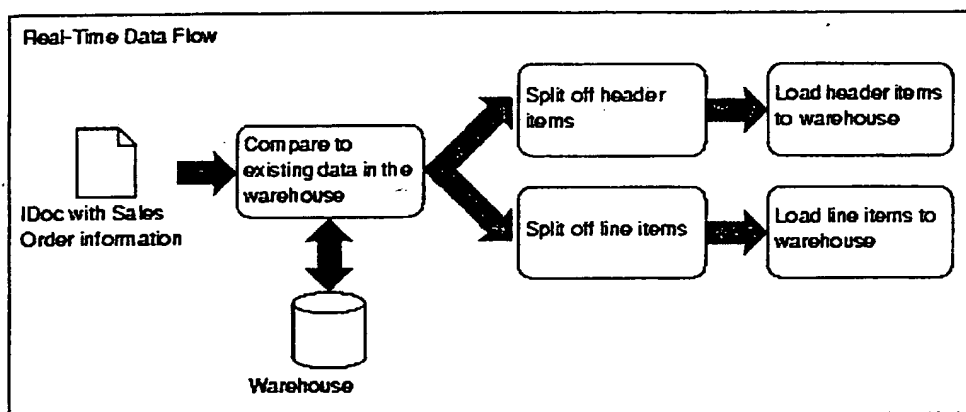 Real-Time Data Flow
IDoc with Sales
Order information
Compare to
existing data in the
warehouse
Warehouse
Split off header
items
Load header items
to warehouse
Split off line items
Load line items to
warehouse